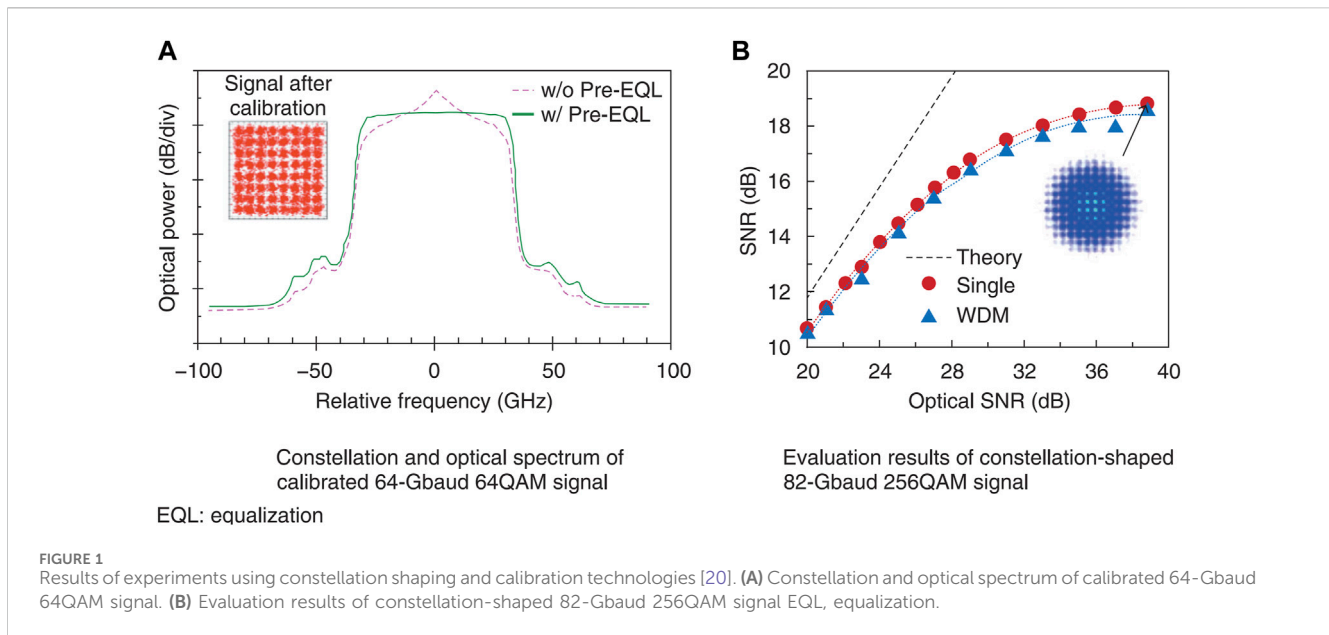 A
Signal after
calibration
w/o Pre-EQL
w/ Pre-EQL
Optical power (dB/div)
−100
−50
0
50
100
Relative frequency (GHz)
Constellation and optical spectrum of
calibrated 64-Gbaud 64QAM signal
EQL: equalization
B
20
18
16
14
12
10
SNR (dB)
Theory
Single
WDM
20
24
28
32
36
40
Optical SNR (dB)
Evaluation results of constellation-shaped
82-Gbaud 256QAM signal
FIGURE 1
Results of experiments using constellation shaping and calibration technologies [20]. (A) Constellation and optical spectrum of calibrated 64-Gbaud
64QAM signal. (B) Evaluation results of constellation-shaped 82-Gbaud 256QAM signal EQL, equalization.